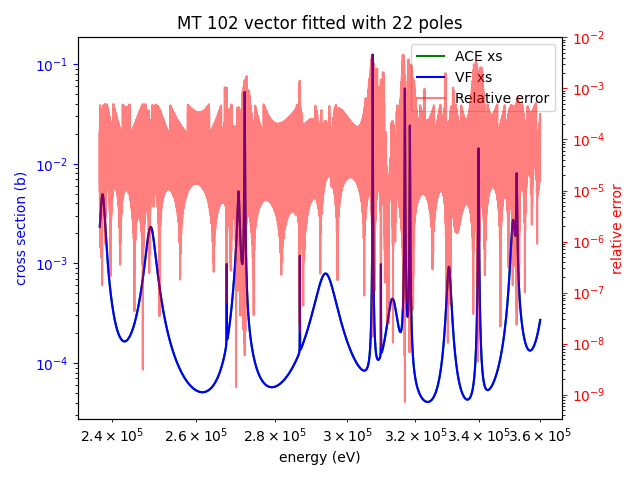 MT 102 vector fitted with 22 poles
ACE xs
VF xs
Relative error
cross section (b)
10⁻¹
10⁻²
10⁻³
10⁻⁴
relative error
10⁻²
10⁻³
10⁻⁴
10⁻⁵
10⁻⁶
10⁻⁷
10⁻⁸
10⁻⁹
2.4 × 10⁵ 2.6 × 10⁵ 2.8 × 10⁵ 3 × 10⁵ 3.2 × 10⁵ 3.4 × 10⁵ 3.6 × 10⁵
energy (eV)